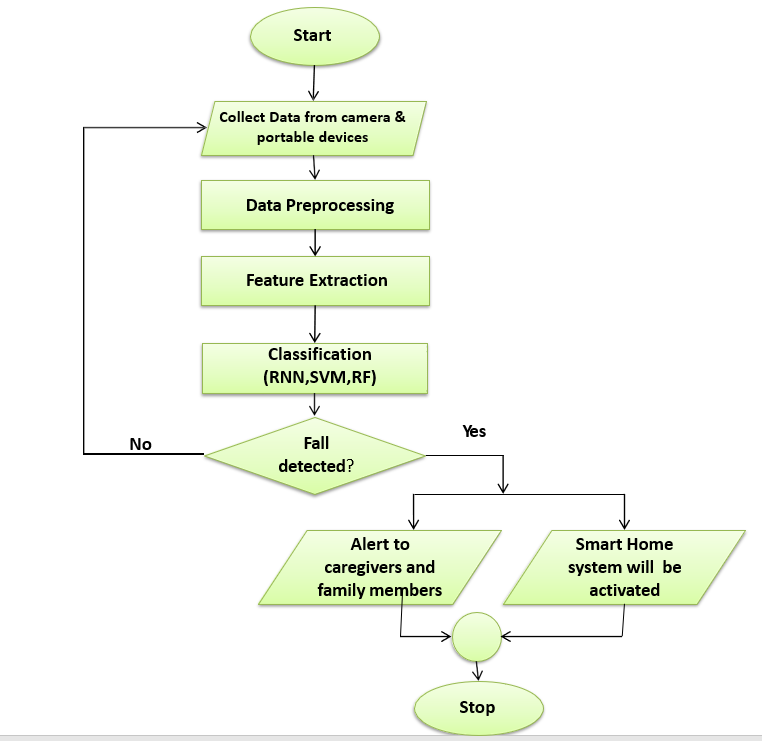 Start
Collect Data from camera &
portable devices
Data Preprocessing
Feature Extraction
Classification
(RNN,SVM,RF)
Fall
detected?
No
Yes
Alert to
caregivers and
family members
Smart Home
system will be
activated
Stop